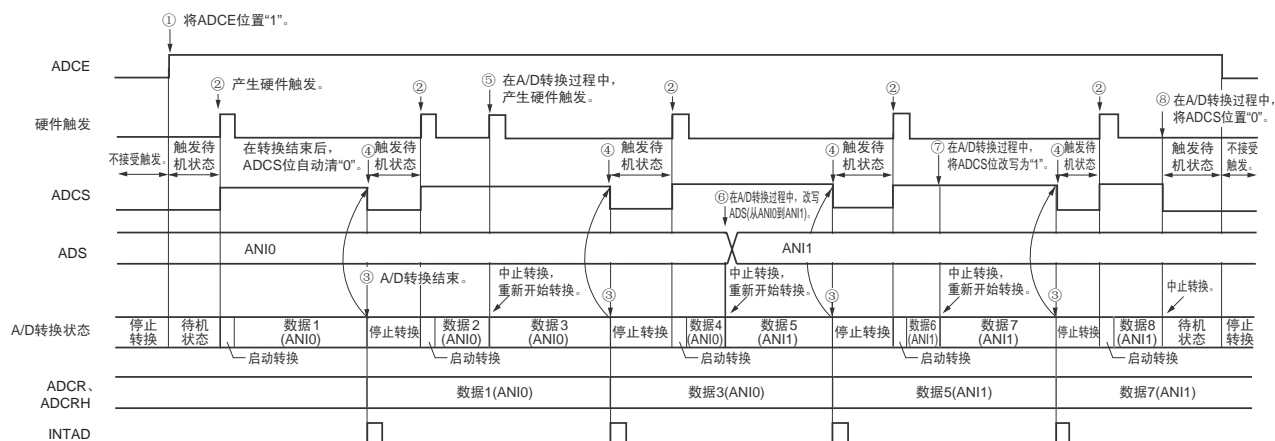 ① 将ADCE位置“1”。
ADCE
② 产生硬件触发。
②
⑤ 在A/D转换过程中，
产生硬件触发。
②
②
②
⑧ 在A/D转换过程中，
将ADCS位置“0”。
硬件触发
不接受触发。
触发待
机状态
在转换结束后，
ADCS位自动清“0”。
④ 触发待
机状态
④ 触发待
机状态
④ 触发待
机状态
⑦ 在A/D转换过程中，
将ADCS位改写为“1”。
④ 触发待
机状态
触发待
机状态
不接受
触发。
ADCS
⑥ 在A/D转换过程中，改写
ADS(从ANI0到ANI1)。
ADS
ANI0
ANI1
③ A/D转换结束。
中止转换，
重新开始转换。
③
中止转换，
重新开始转换。
③
中止转换，
重新开始转换。
③
中止转换。
A/D转换状态
停止
转换
待机
状态
数据1
(ANI0)
停止转换
数据2
(ANI0)
数据3
(ANI0)
停止转换
数据4
(ANI0)
数据5
(ANI1)
停止转换
数据6
(ANI1)
数据7
(ANI1)
停止转换
数据8
(ANI1)
待机
状态
停止
转换
启动转换
启动转换
启动转换
启动转换
启动转换
ADCR、
ADCRH
数据1(ANI0)
数据3(ANI0)
数据5(ANI1)
数据7(ANI1)
INTAD